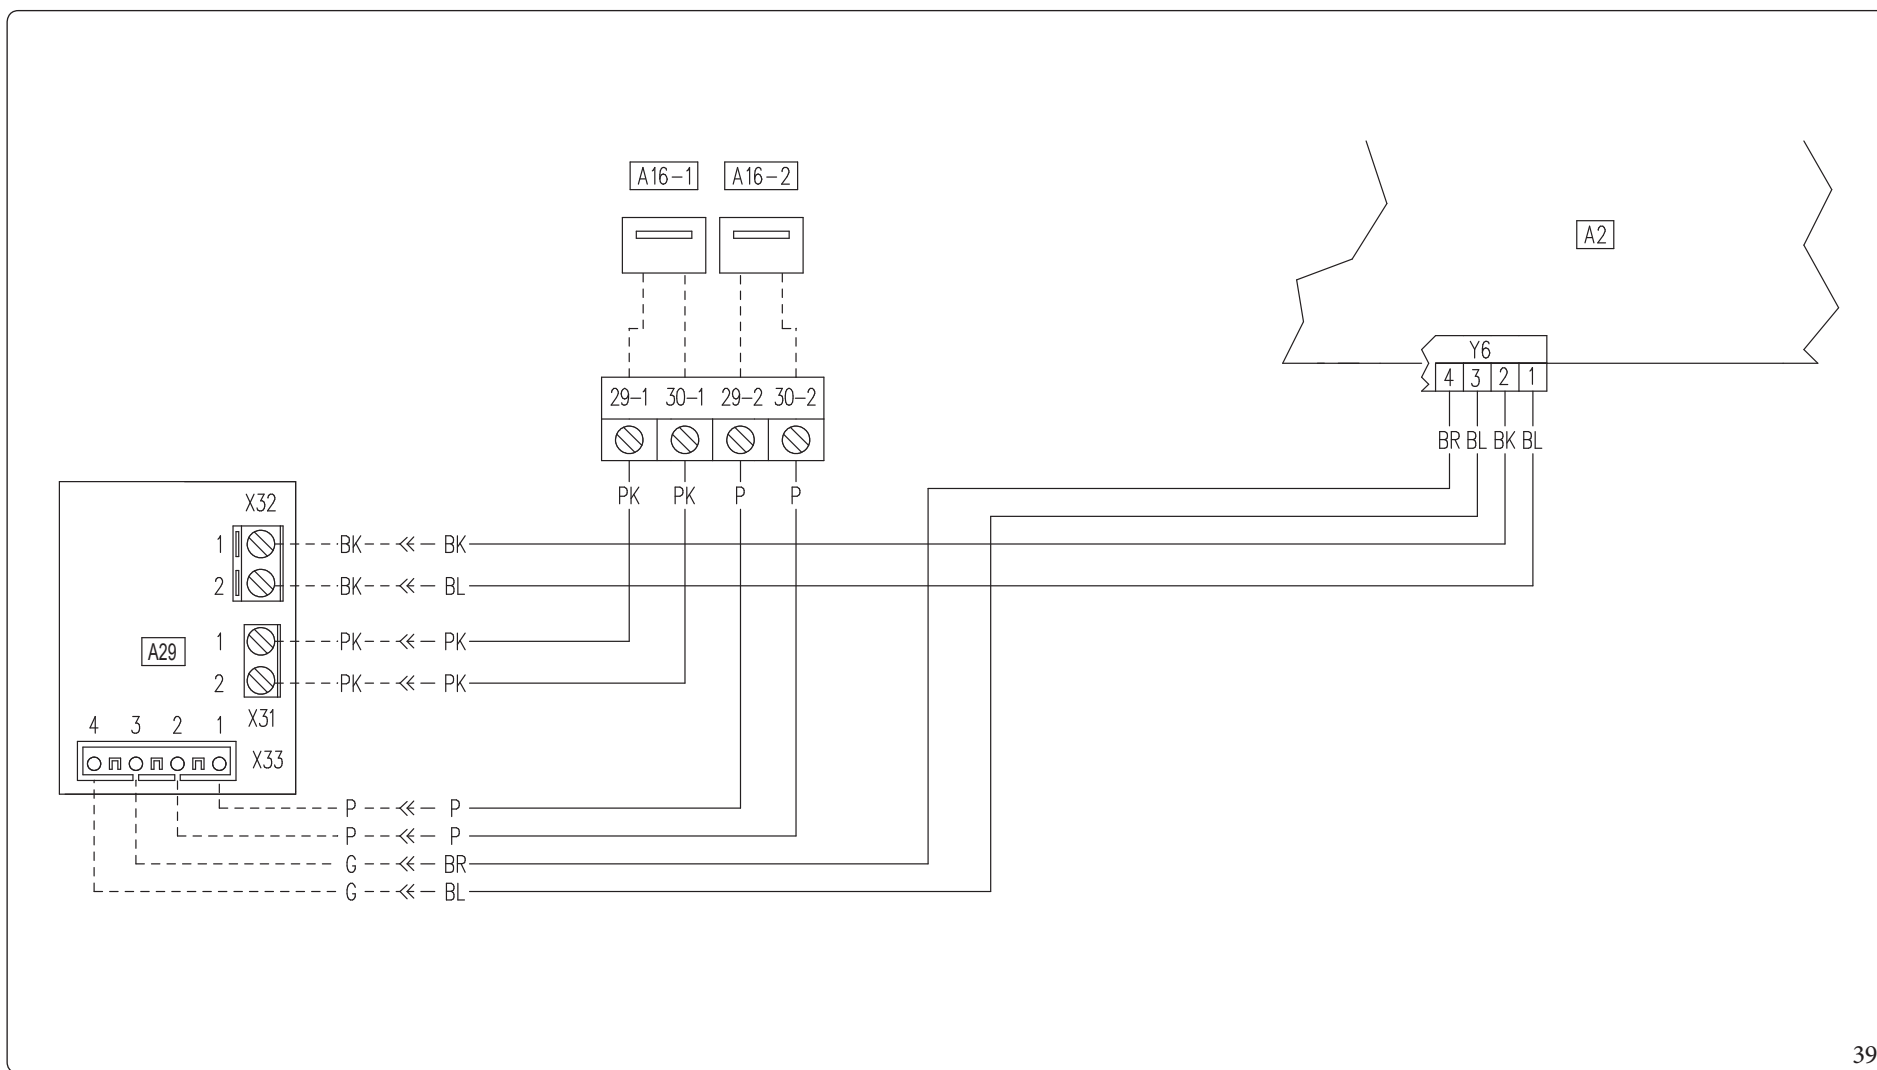 A16-1 A16-2
A2
Y6
4 3 2 1
29-1 30-1 29-2 30-2
BR BL BK BL
PK PK P P
X32
1 BK BK
2 BK BL
1 PK PK
A29
2 PK PK
X31
4 3 2 1
X33
P P
P P
G BR
G BL
39